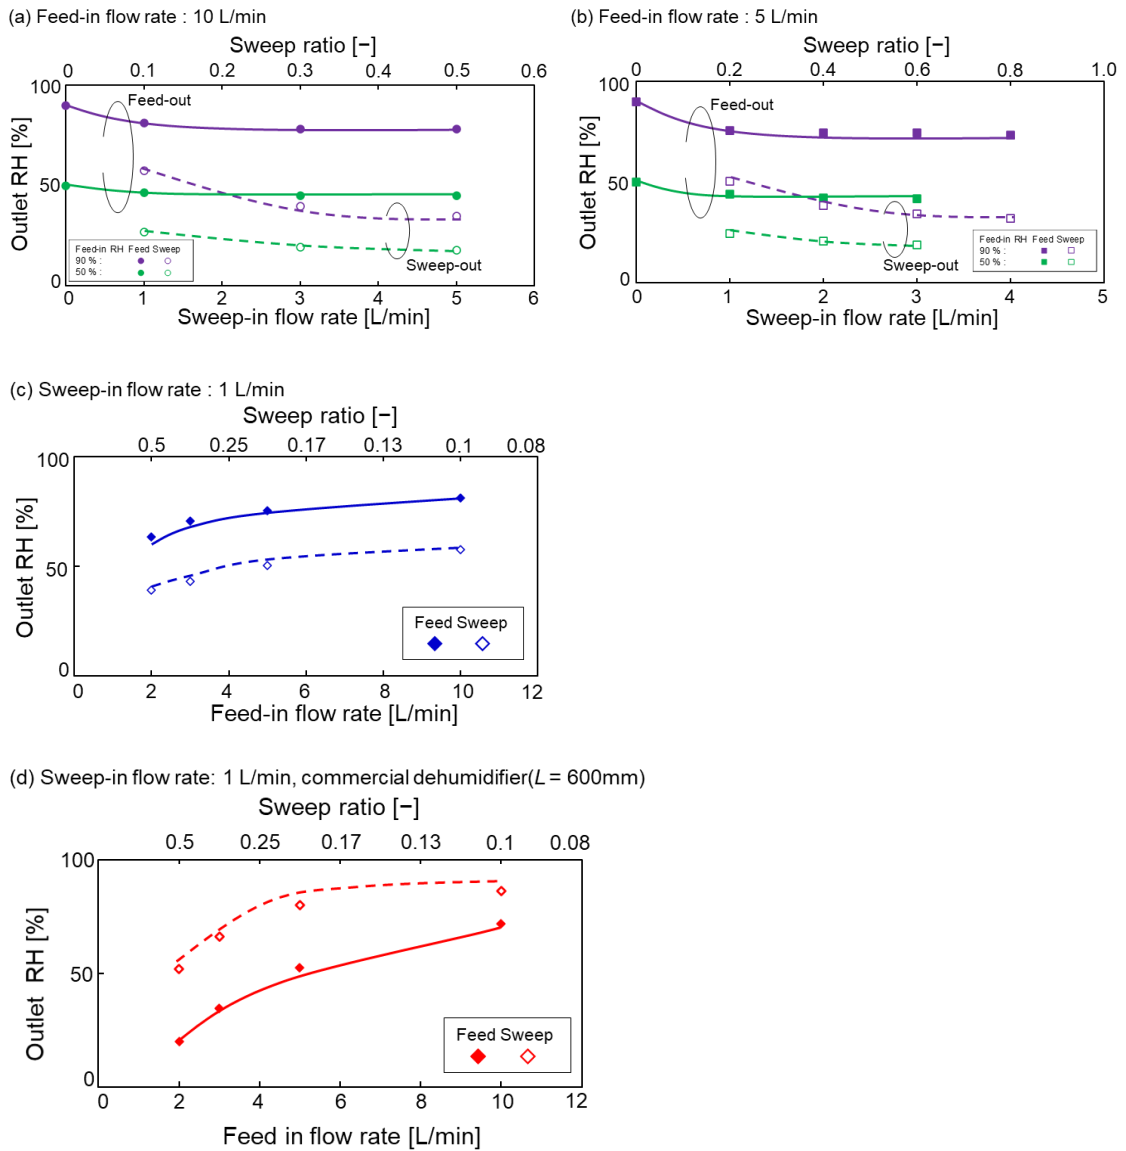 (a) Feed-in flow rate : 10 L/min
Sweep ratio [−]
0 0.1 0.2 0.3 0.4 0.5 0.6
100
50
0
Outlet RH [%]
Feed-out
Sweep-out
Feed-in RH Feed Sweep
90 % :
50 % :
0 1 2 3 4 5 6
Sweep-in flow rate [L/min]
(b) Feed-in flow rate : 5 L/min
Sweep ratio [−]
0 0.2 0.4 0.6 0.8 1.0
100
50
0
Outlet RH [%]
Feed-out
Sweep-out
Feed-in RH Feed Sweep
90 % :
50 % :
0 1 2 3 4 5
Sweep-in flow rate [L/min]
(c) Sweep-in flow rate : 1 L/min
Sweep ratio [−]
0.5 0.25 0.17 0.13 0.1 0.08
100
50
0
Outlet RH [%]
Feed Sweep
0 2 4 6 8 10 12
Feed-in flow rate [L/min]
(d) Sweep-in flow rate: 1 L/min, commercial dehumidifier(L = 600mm)
Sweep ratio [−]
0.5 0.25 0.17 0.13 0.1 0.08
100
50
0
Outlet RH [%]
Feed Sweep
0 2 4 6 8 10 12
Feed in flow rate [L/min]